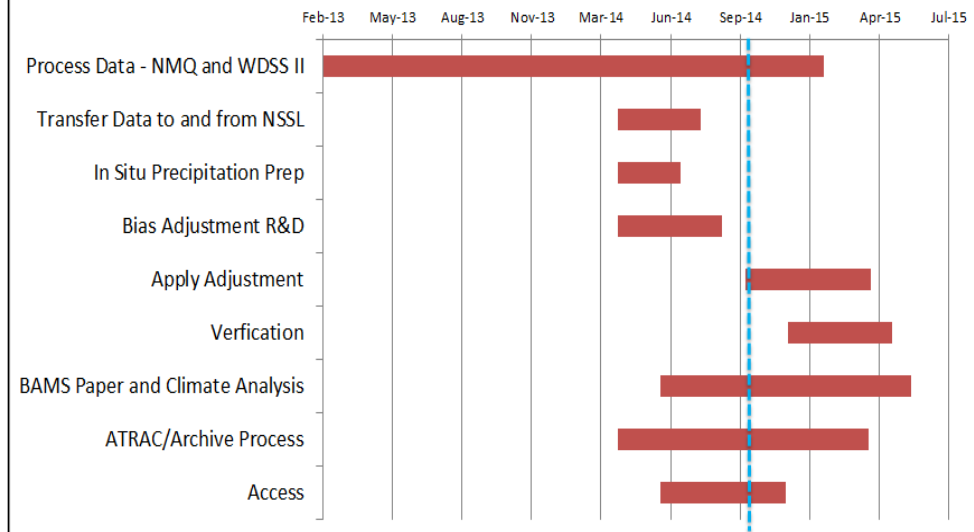 Feb-13 May-13 Aug-13 Nov-13 Mar-14 Jun-14 Sep-14 Jan-15 Apr-15 Jul-15
Process Data - NMQ and WDSS II
Transfer Data to and from NSSL
In Situ Precipitation Prep
Bias Adjustment R&D
Apply Adjustment
Verfication
BAMS Paper and Climate Analysis
ATRAC/Archive Process
Access